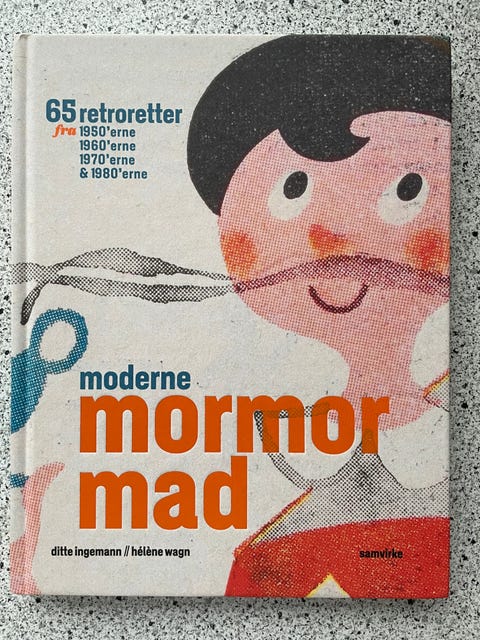 65 retroretter
fra 1950'erne
1960'erne
1970'erne
& 1980'erne
moderne
mormor
mad
ditte ingemann // hélène wagn
samvirke